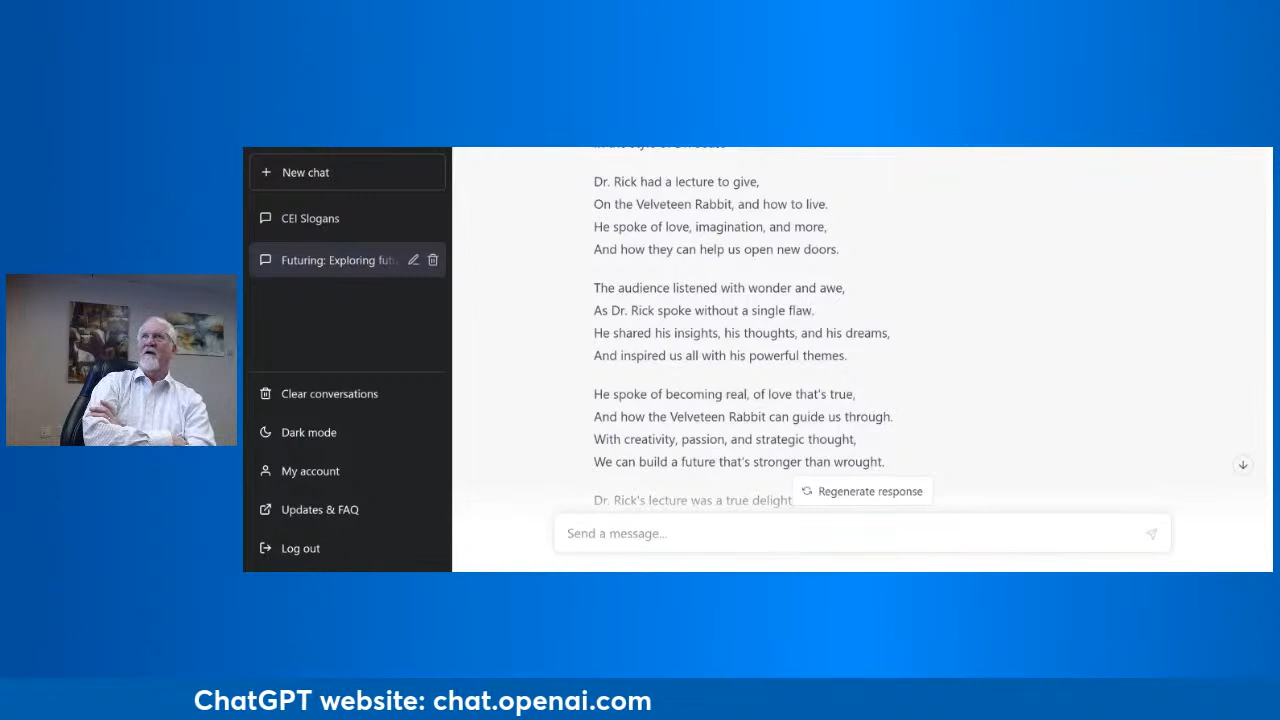 New chat
CEI Slogans
Futuring: Exploring fut
Clear conversations
Dark mode
My account
Updates & FAQ
Log out
Dr. Rick had a lecture to give,
On the Velveteen Rabbit, and how to live.
He spoke of love, imagination, and more,
And how they can help us open new doors.
The audience listened with wonder and awe,
As Dr. Rick spoke without a single flaw.
He shared his insights, his thoughts, and his dreams,
And inspired us all with his powerful themes.
He spoke of becoming real, of love that's true,
And how the Velveteen Rabbit can guide us through.
With creativity, passion, and strategic thought,
We can build a future that's stronger than wrought.
Dr. Rick's lecture was a true delight
Regenerate response
Send a message...
ChatGPT website: chat.openai.com